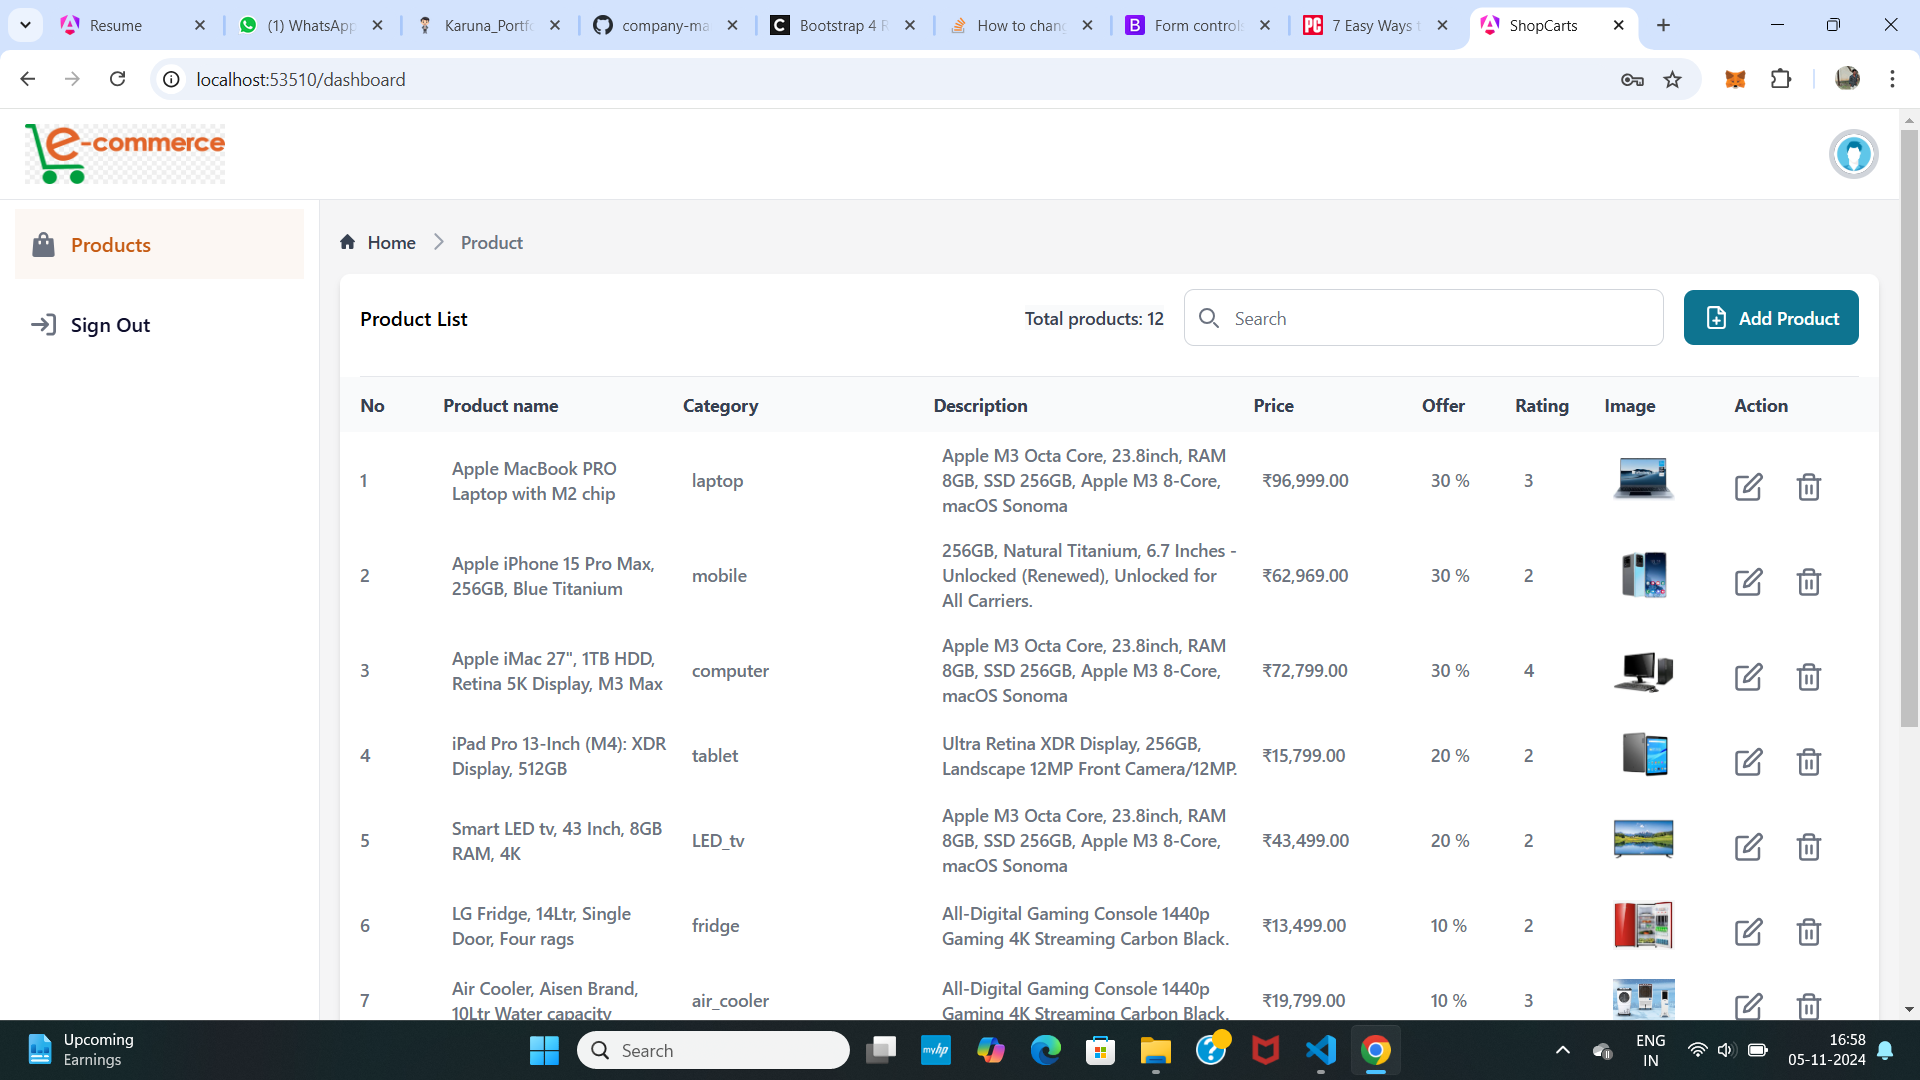 Resume
(1) WhatsApp
Karuna_Portfo
company-ma
Bootstrap 4 R
How to chang
Form control
7 Easy Ways t
ShopCarts
localhost:53510/dashboard
e-commerce
Products
Sign Out
Home
Product
Product List
Total products: 12
Search
Add Product
No Product name Category Description Price Offer Rating Image Action
1
Apple MacBook PRO
Laptop with M2 chip
laptop
Apple M3 Octa Core, 23.8inch, RAM
8GB, SSD 256GB, Apple M3 8-Core,
macOS Sonoma
₹96,999.00
30 %
3
2
Apple iPhone 15 Pro Max,
256GB, Blue Titanium
mobile
256GB, Natural Titanium, 6.7 Inches -
Unlocked (Renewed), Unlocked for
All Carriers.
₹62,969.00
30 %
2
3
Apple iMac 27", 1TB HDD,
Retina 5K Display, M3 Max
computer
Apple M3 Octa Core, 23.8inch, RAM
8GB, SSD 256GB, Apple M3 8-Core,
macOS Sonoma
₹72,799.00
30 %
4
4
iPad Pro 13-Inch (M4): XDR
Display, 512GB
tablet
Ultra Retina XDR Display, 256GB,
Landscape 12MP Front Camera/12MP.
₹15,799.00
20 %
2
5
Smart LED tv, 43 Inch, 8GB
RAM, 4K
LED_tv
Apple M3 Octa Core, 23.8inch, RAM
8GB, SSD 256GB, Apple M3 8-Core,
macOS Sonoma
₹43,499.00
20 %
2
6
LG Fridge, 14Ltr, Single
Door, Four rags
fridge
All-Digital Gaming Console 1440p
Gaming 4K Streaming Carbon Black.
₹13,499.00
10 %
2
7
Air Cooler, Aisen Brand,
10Ltr Water capacity
air_cooler
All-Digital Gaming Console 1440p
Gaming 4K Streaming Carbon Black.
₹19,799.00
10 %
3
Upcoming
Earnings
Search
myhp
ENG
IN
16:58
05-11-2024